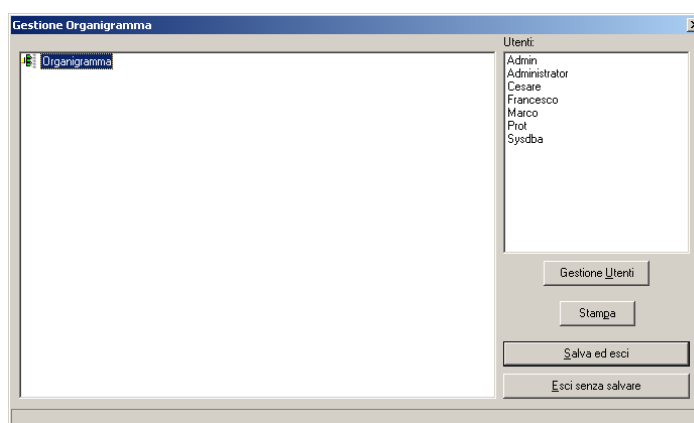 Gestione Organigramma
Utenti:
Organigramma
Admin
Administrator
Cesare
Francesco
Marco
Prot
Sysdba
Gestione Utenti
Stampa
Salva ed esci
Esci senza salvare